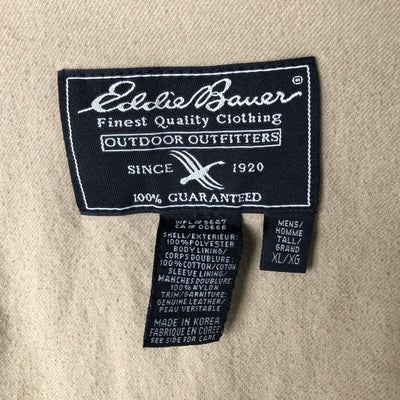 Eddie Bauer®
Finest Quality Clothing
OUTDOOR OUTFITTERS
SINCE 1920
100% GUARANTEED
SHELL/EXTERIEUR:
100% POLYESTER
BODY LINING/
CORPS DOUBLURE:
100% COTTON/COTON
SLEEVE LINING/
MANCHES DOUBLURE:
100% NYLON
TRIM/GARNITURE:
GENUINE LEATHER/
PEAU VERITABLE
MADE IN KOREA
FABRIQUE EN COREE
SEE SIDE FOR CARE
MENS/
HOMME
TALL/
GRAND
XL/XG